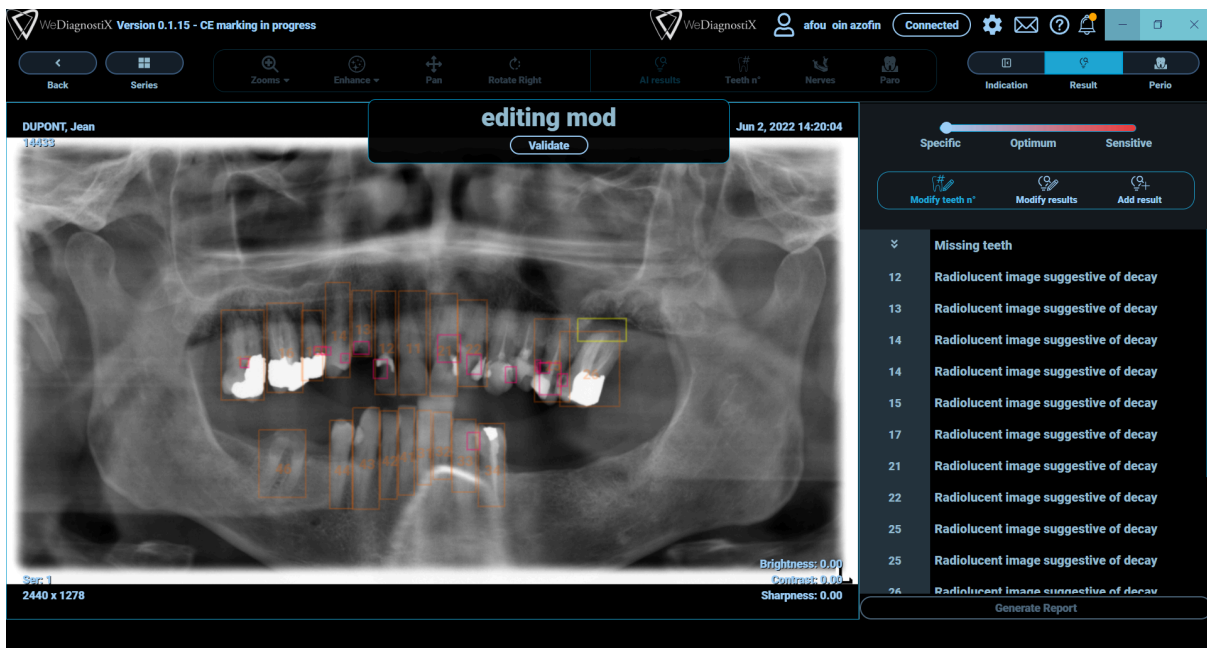 WeDiagnostiX Version 0.1.15 - CE marking in progress
WeDiagnostiX
afou oin azofin
Connected
Back
Series
Zooms
Enhance
Pan
Rotate Right
AI results
Teeth n°
Nerves
Paro
Indication
Result
Perio
editing mod
Validate
DUPONT, Jean
14433
Jun 2, 2022 14:20:04
Specific
Optimum
Sensitive
Modify teeth n°
Modify results
Add result
Missing teeth
12 Radiolucent image suggestive of decay
13 Radiolucent image suggestive of decay
14 Radiolucent image suggestive of decay
14 Radiolucent image suggestive of decay
15 Radiolucent image suggestive of decay
17 Radiolucent image suggestive of decay
21 Radiolucent image suggestive of decay
22 Radiolucent image suggestive of decay
25 Radiolucent image suggestive of decay
25 Radiolucent image suggestive of decay
26 Radiolucent image suggestive of decay
Generate Report
Ser: 1
2440 x 1278
Brightness: 0.00
Contrast: 0.00
Sharpness: 0.00